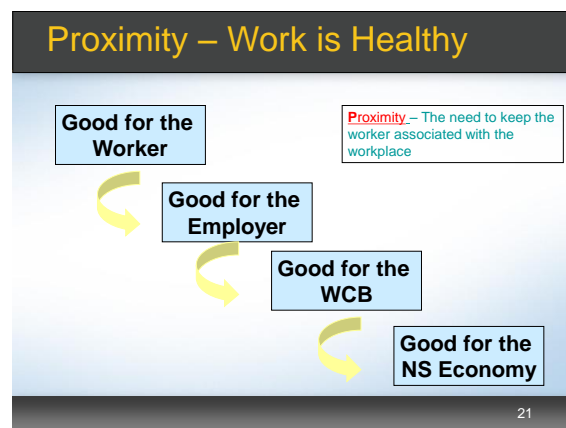 Proximity – Work is Healthy
Good for the
Worker
Proximity – The need to keep the
worker associated with the
workplace
Good for the
Employer
Good for the
WCB
Good for the
NS Economy
21